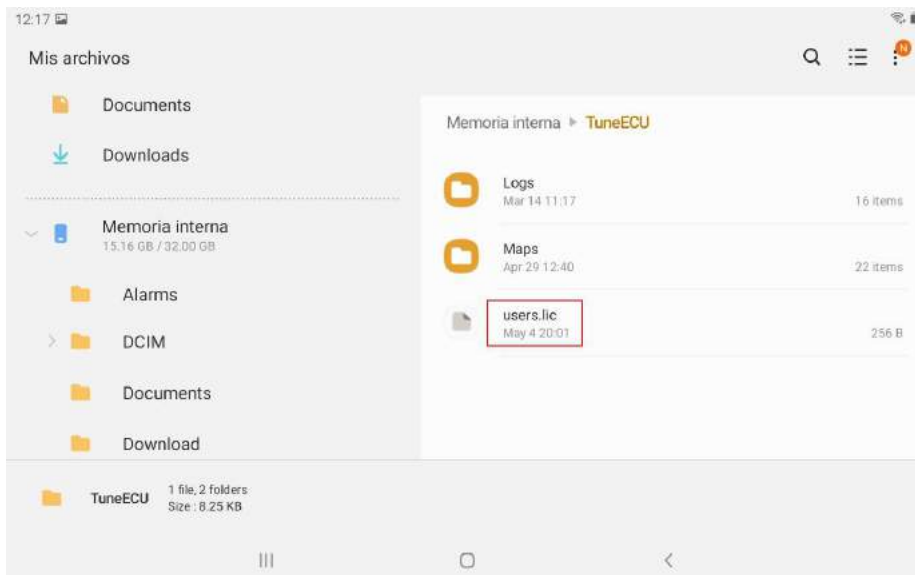 12:17
Mis archivos
N
Documents
Downloads
Memoria interna
15.16 GB / 32.00 GB
Alarms
DCIM
Documents
Download
Memoria interna TuneECU
Logs
Mar 14 11:17
16 items
Maps
Apr 29 12:40
22 items
users.lic
May 4 20:01
256 B
TuneECU
1 file, 2 folders
Size : 8.25 KB